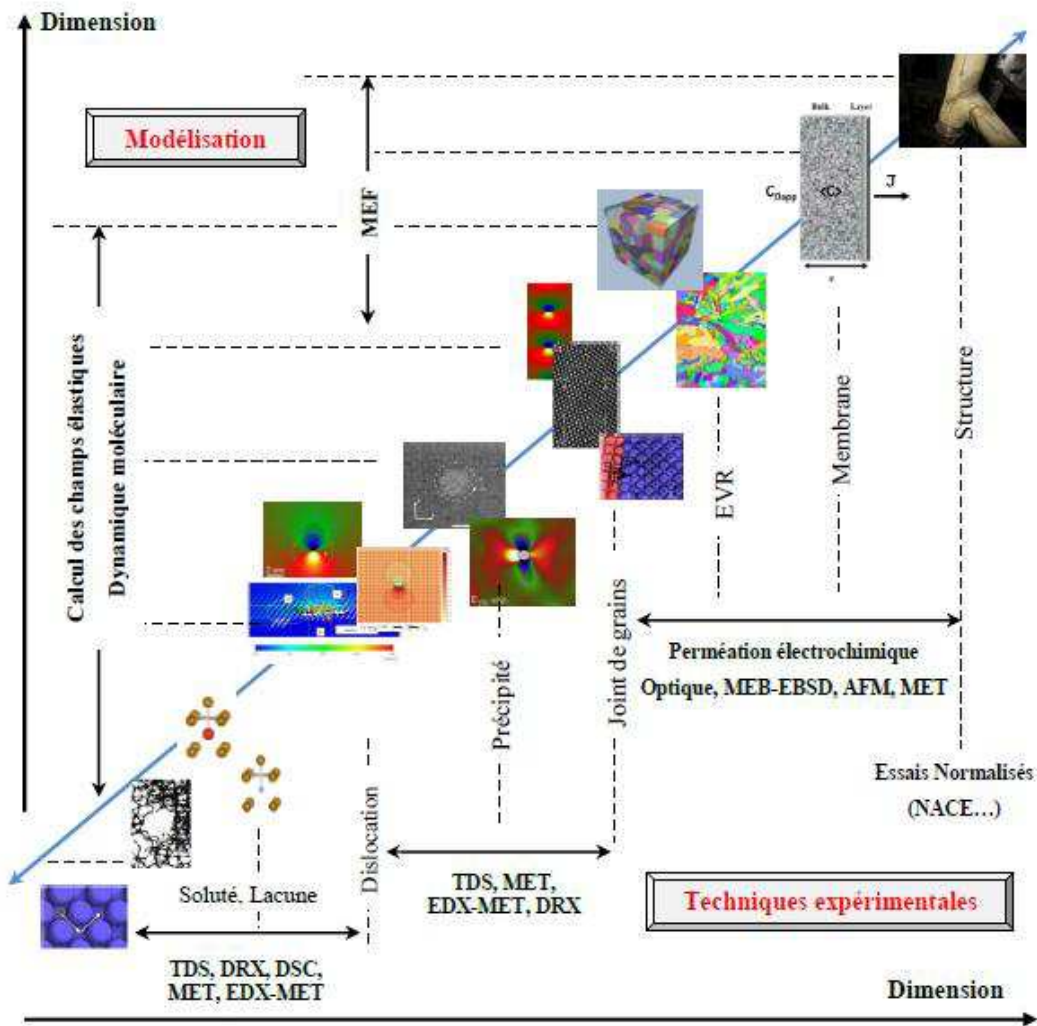 Dimension
Modélisation
Bulk
Layer
C0app
<C>
J
e
MEF
Calcul des champs élastiques
Dynamique moléculaire
Structure
Membrane
EVR
Joint de grains
Précipité
Dislocation
Perméation électrochimique
Optique, MEB-EBSD, AFM, MET
Essais Normalisés
(NACE…)
Soluté, Lacune
TDS, MET,
EDX-MET, DRX
Techniques expérimentales
TDS, DRX, DSC,
MET, EDX-MET
Dimension